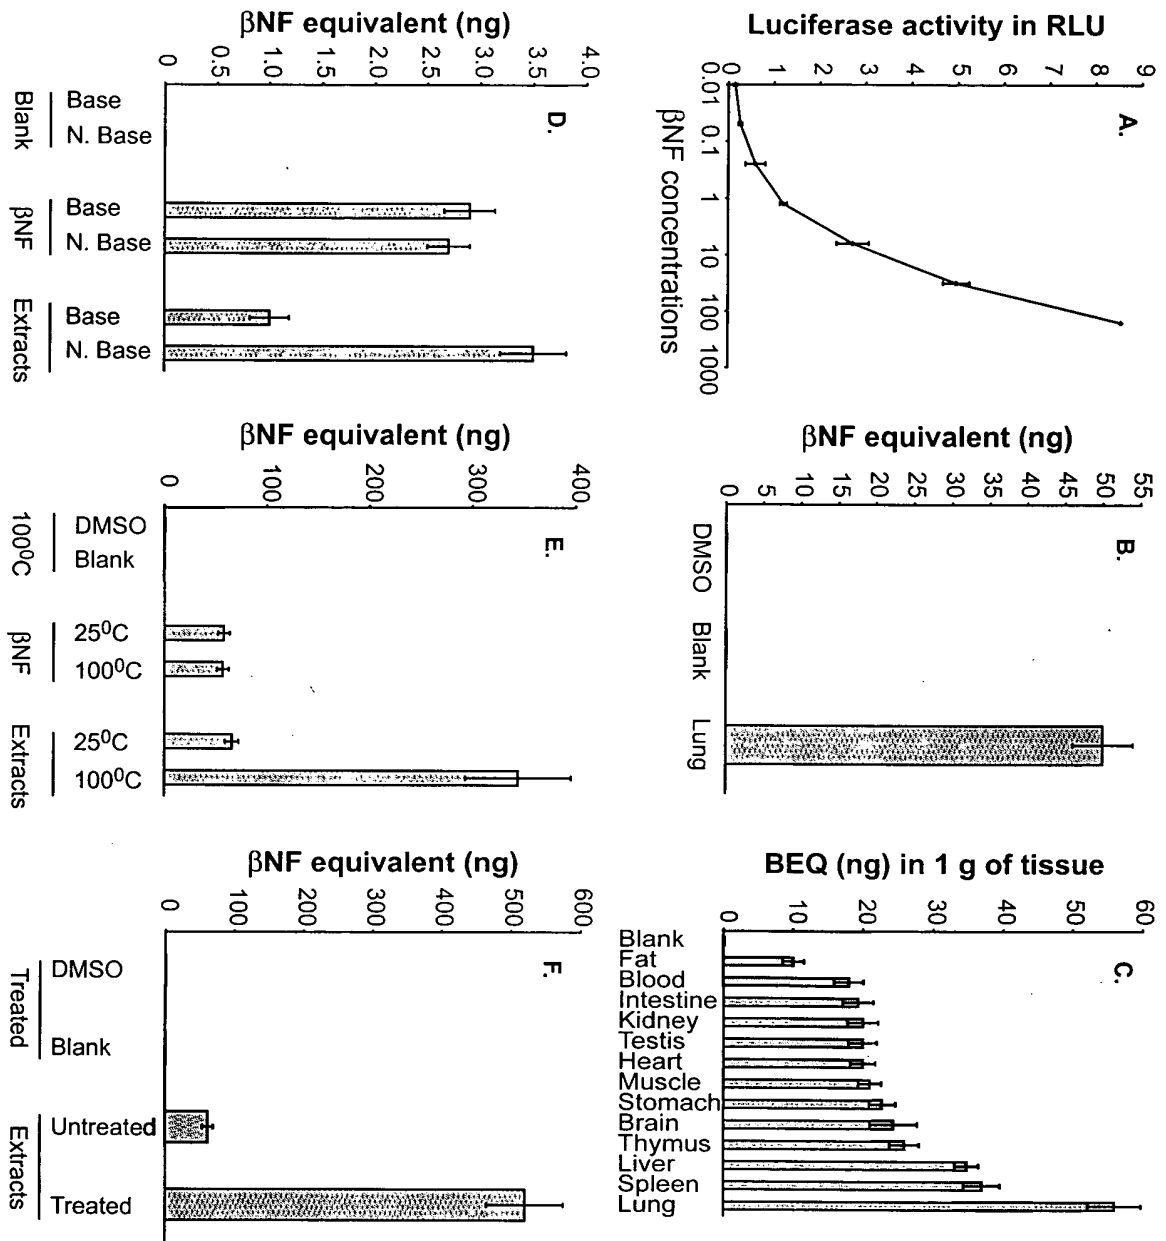 A.
Luciferase activity in RLU
0 1 2 3 4 5 6 7 8 9
0.01 0.1 1 10 100 1000
βNF concentrations
B.
βNF equivalent (ng)
0 5 10 15 20 25 30 35 40 45 50 55
DMSO Blank Lung
C.
BEQ (ng) in 1 g of tissue
0 10 20 30 40 50 60
Blank
Fat
Blood
Intestine
Kidney
Testis
Heart
Muscle
Stomach
Brain
Thymus
Liver
Spleen
Lung
D.
βNF equivalent (ng)
0 0.5 1.0 1.5 2.0 2.5 3.0 3.5 4.0
Base
N. Base
Base
N. Base
Base
N. Base
Blank βNF Extracts
E.
βNF equivalent (ng)
0 100 200 300 400
DMSO
Blank
25⁰C
100⁰C
25⁰C
100⁰C
100⁰C βNF Extracts
F.
βNF equivalent (ng)
0 100 200 300 400 500 600
DMSO
Blank
Untreated
Treated
Treated Extracts